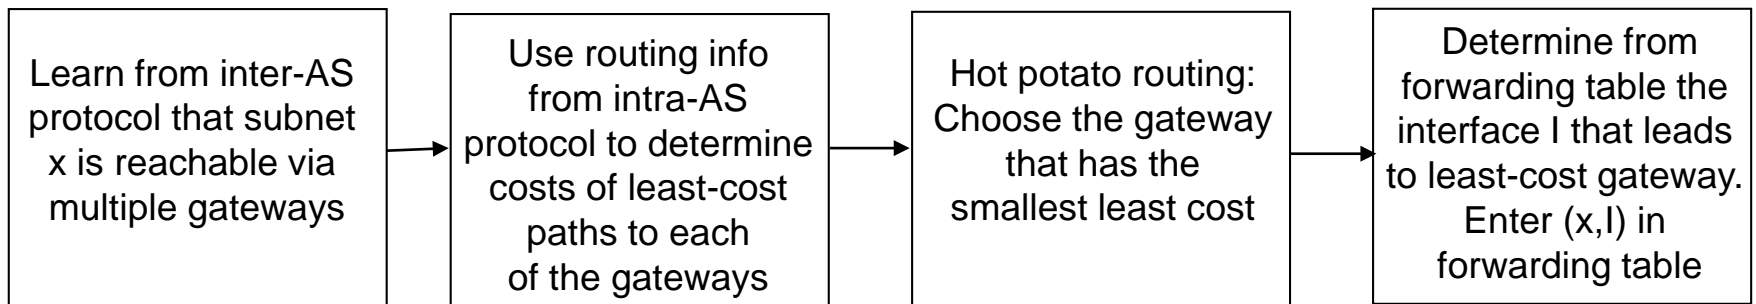 Learn from inter-AS
protocol that subnet
x is reachable via
multiple gateways
Use routing info
from intra-AS
protocol to determine
costs of least-cost
paths to each
of the gateways
Hot potato routing:
Choose the gateway
that has the
smallest least cost
Determine from
forwarding table the
interface I that leads
to least-cost gateway.
Enter (x,I) in
forwarding table